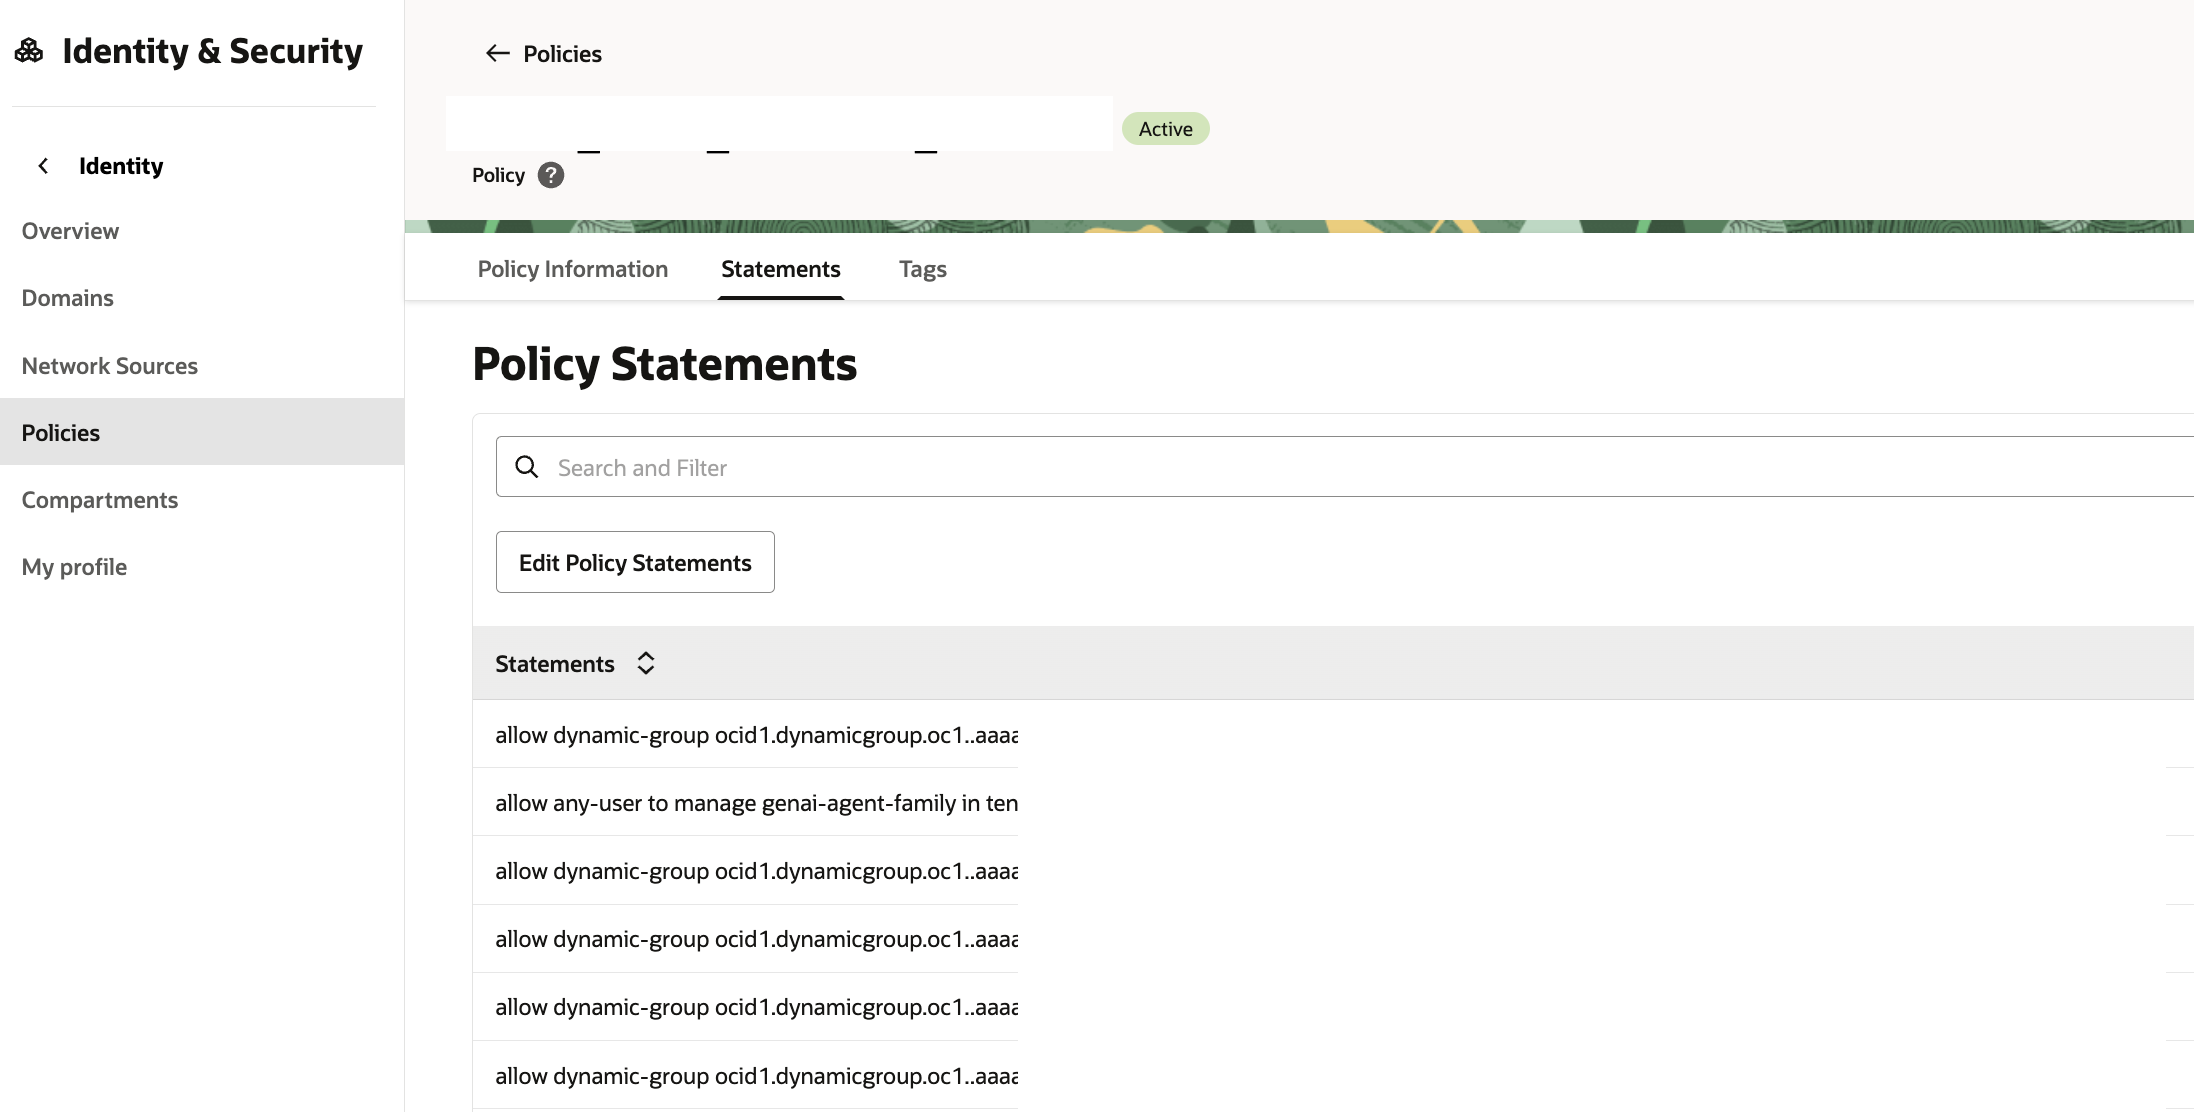 Identity & Security
Identity
Overview
Domains
Network Sources
Policies
Compartments
My profile
Policies
Active
Policy ?
Policy Information Statements Tags
Policy Statements
Search and Filter
Edit Policy Statements
Statements
allow dynamic-group ocid1.dynamicgroup.oc1..aaaa
allow any-user to manage genai-agent-family in ten
allow dynamic-group ocid1.dynamicgroup.oc1..aaaa
allow dynamic-group ocid1.dynamicgroup.oc1..aaaa
allow dynamic-group ocid1.dynamicgroup.oc1..aaaa
allow dynamic-group ocid1.dynamicgroup.oc1..aaaa